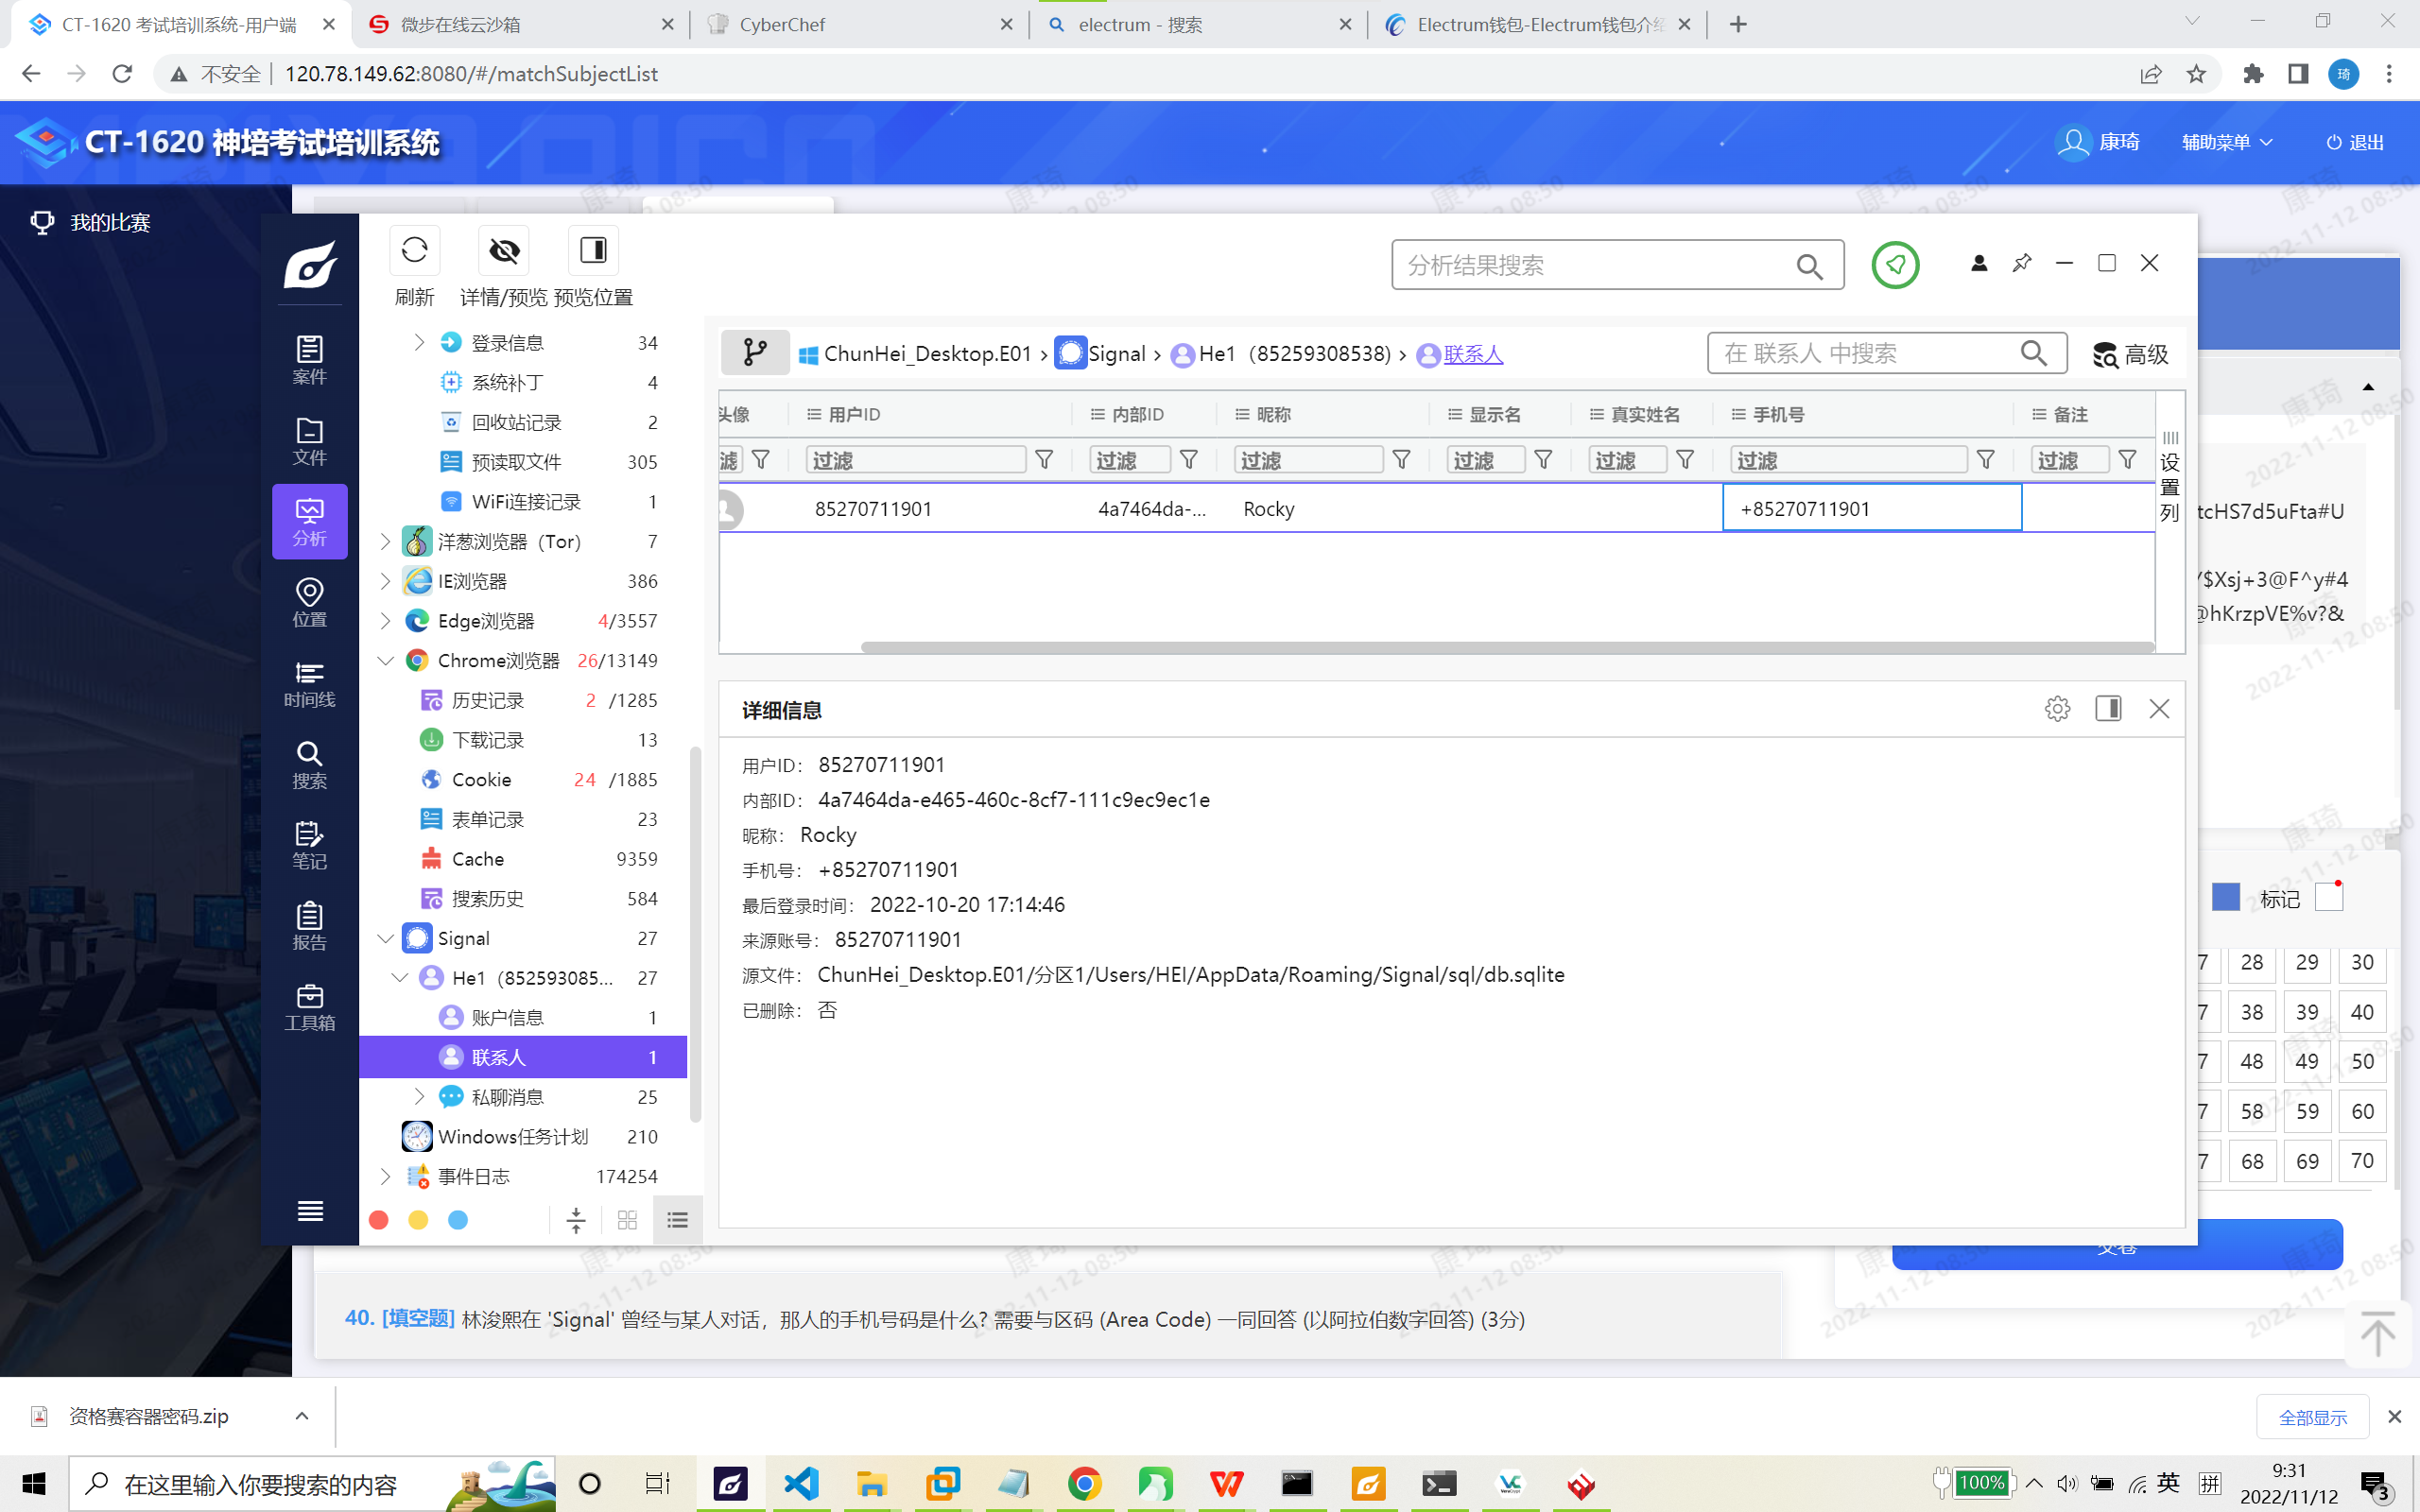 CT-1620 考试培训系统-用户端
微步在线云沙箱
CyberChef
electrum - 搜索
Electrum钱包-Electrum钱包介绍
不安全
120.78.149.62:8080/#/matchSubjectList
琦
CT-1620 神培考试培训系统
康琦
辅助菜单
退出
我的比赛
刷新
详情/预览
预览位置
分析结果搜索
案件
文件
分析
位置
时间线
搜索
笔记
报告
工具箱
登录信息 34
系统补丁 4
回收站记录 2
预读取文件 305
WiFi连接记录 1
洋葱浏览器（Tor） 7
IE浏览器 386
Edge浏览器 4/3557
Chrome浏览器 26/13149
历史记录 2 /1285
下载记录 13
Cookie 24 /1885
表单记录 23
Cache 9359
搜索历史 584
Signal 27
He1（852593085... 27
账户信息 1
联系人 1
私聊消息 25
Windows任务计划 210
事件日志 174254
ChunHei_Desktop.E01 › Signal › He1（85259308538) › 联系人
在 联系人 中搜索
高级
头像 用户ID 内部ID 昵称 显示名 真实姓名 手机号 备注
滤 过滤 过滤 过滤 过滤 过滤 过滤 过滤
85270711901 4a7464da-... Rocky +85270711901
设置列
详细信息
用户ID： 85270711901
内部ID： 4a7464da-e465-460c-8cf7-111c9ec9ec1e
昵称： Rocky
手机号： +85270711901
最后登录时间： 2022-10-20 17:14:46
来源账号： 85270711901
源文件： ChunHei_Desktop.E01/分区1/Users/HEI/AppData/Roaming/Signal/sql/db.sqlite
已删除： 否
tcHS7d5uFta#U
$Xsj+3@F^y#4
@hKrzpVE%v?&
标记
7 28 29 30
7 38 39 40
7 48 49 50
7 58 59 60
7 68 69 70
交卷
40. [填空题] 林浚熙在 'Signal' 曾经与某人对话，那人的手机号码是什么? 需要与区码 (Area Code) 一同回答 (以阿拉伯数字回答) (3分)
康琦
2022-11-12 08:50
资格赛容器密码.zip
全部显示
在这里输入你要搜索的内容
100%
英
拼
9:31
2022/11/12
3